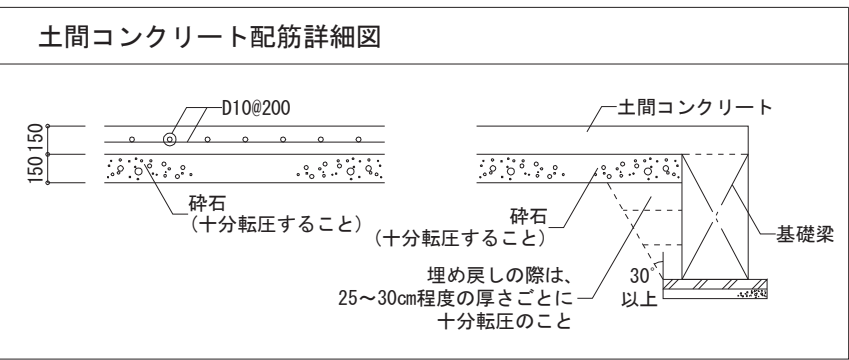 土間コンクリート配筋詳細図
D10@200
土間コンクリート
150
150
砕石
(十分転圧すること)
砕石
(十分転圧すること)
基礎梁
埋め戻しの際は、
25～30cm程度の厚さごとに
十分転圧のこと
30°
以上